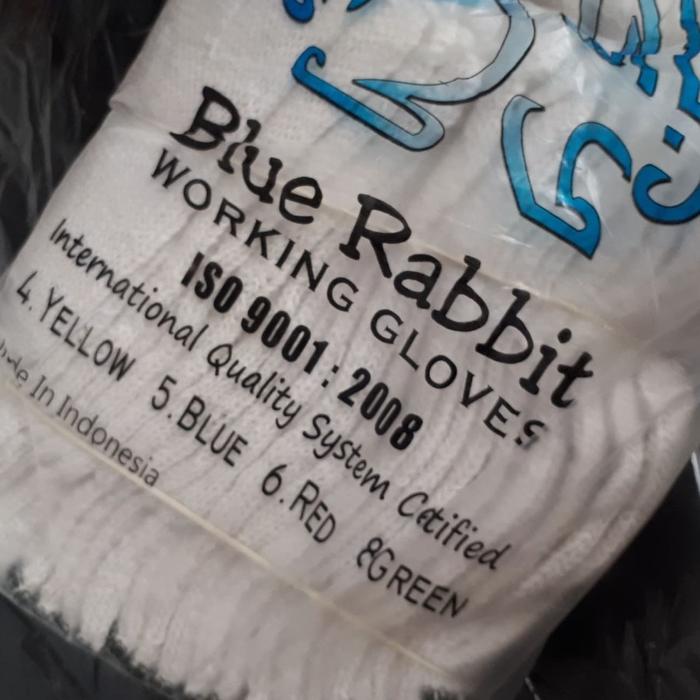 Blue Rabbit
WORKING GLOVES
ISO 9001 : 2008
International Quality System Cetified
4. YELLOW 5. BLUE 6. RED 8GREEN
In Indonesia